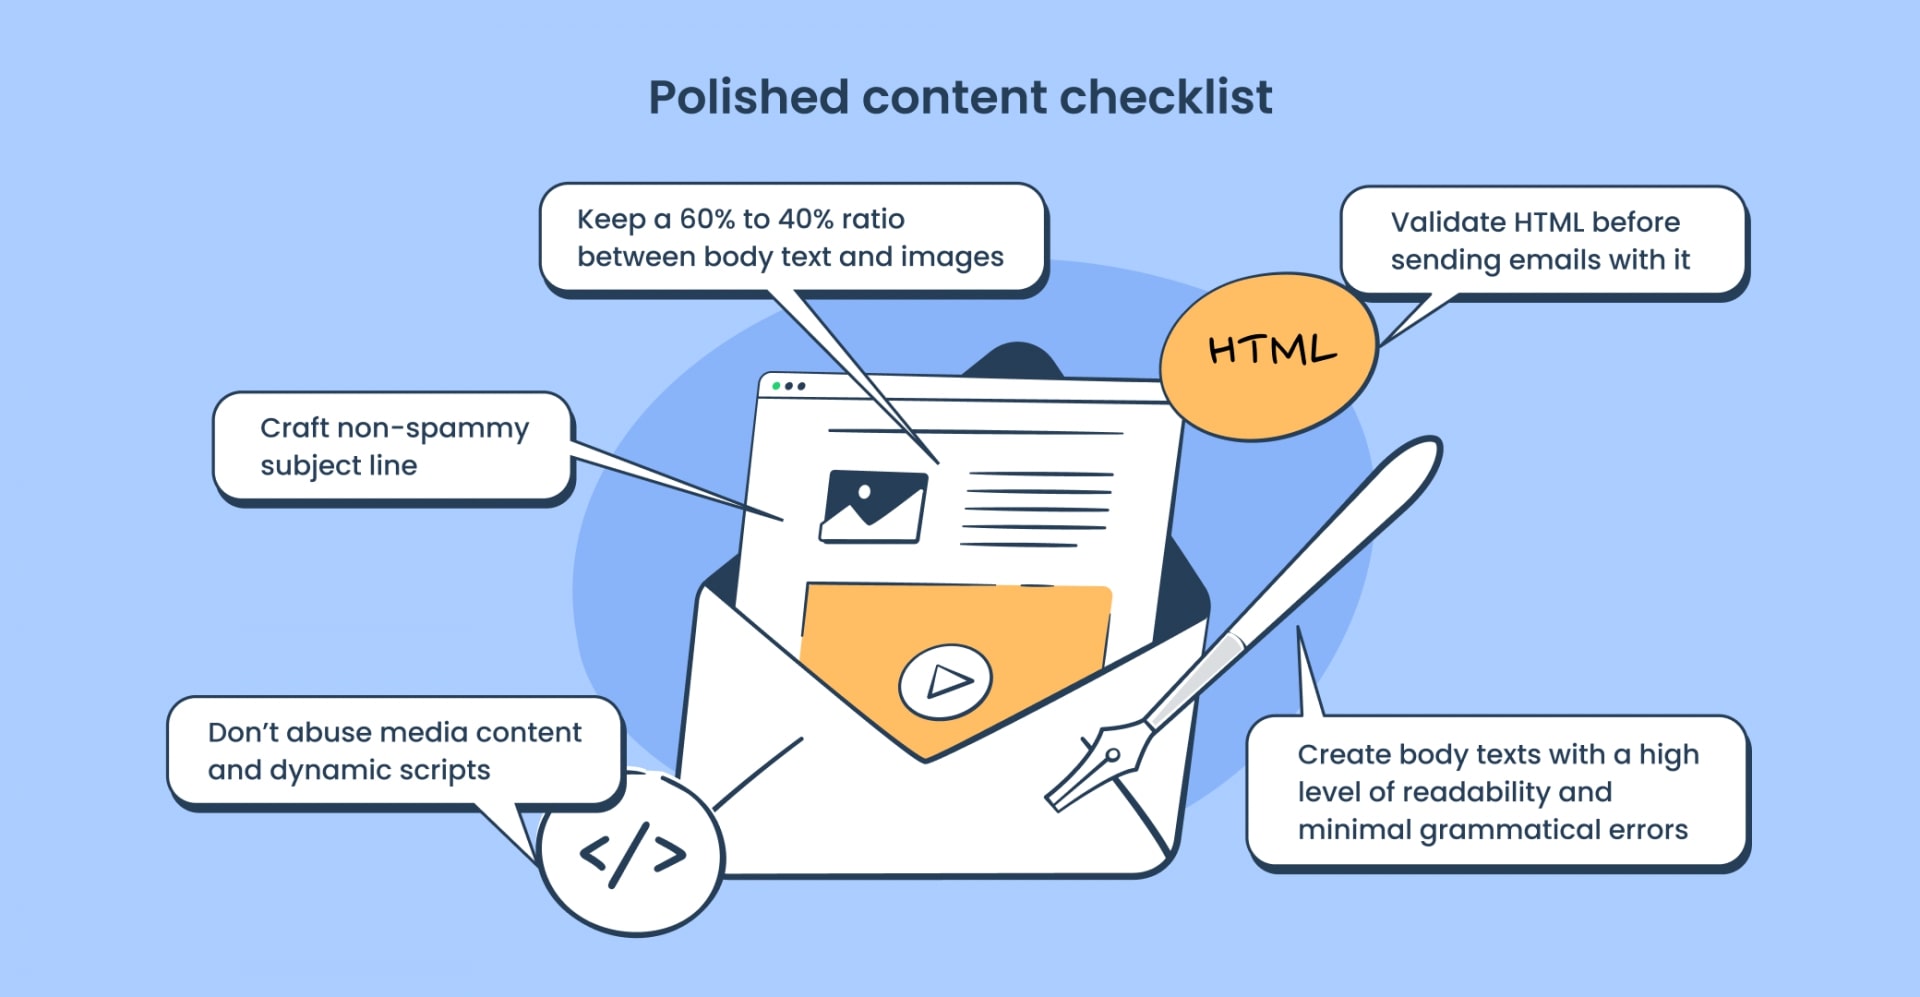 Polished content checklist
Keep a 60% to 40% ratio
between body text and images
Validate HTML before
sending emails with it
HTML
Craft non-spammy
subject line
Don’t abuse media content
and dynamic scripts
</>
Create body texts with a high
level of readability and
minimal grammatical errors